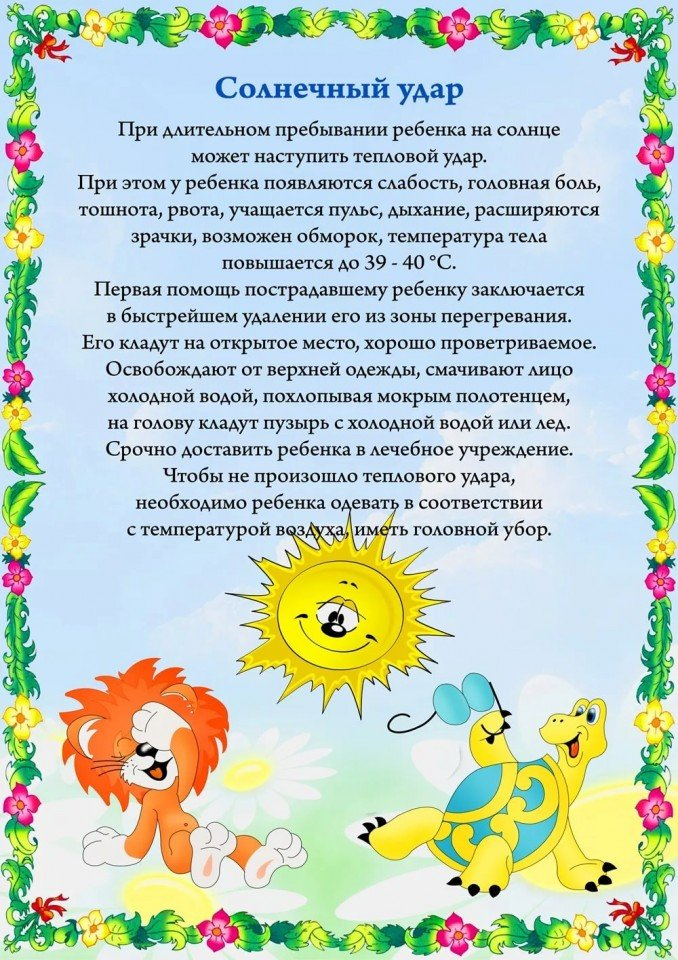 Солнечный удар
При длительном пребывании ребенка на солнце
может наступить тепловой удар.
При этом у ребенка появляются слабость, головная боль,
тошнота, рвота, учащается пульс, дыхание, расширяются
зрачки, возможен обморок, температура тела
повышается до 39 - 40 °C.
Первая помощь пострадавшему ребенку заключается
в быстрейшем удалении его из зоны перегревания.
Его кладут на открытое место, хорошо проветриваемое.
Освобождают от верхней одежды, смачивают лицо
холодной водой, похлопывая мокрым полотенцем,
на голову кладут пузырь с холодной водой или лед.
Срочно доставить ребенка в лечебное учреждение.
Чтобы не произошло теплового удара,
необходимо ребенка одевать в соответствии
с температурой воздуха, иметь головной убор.